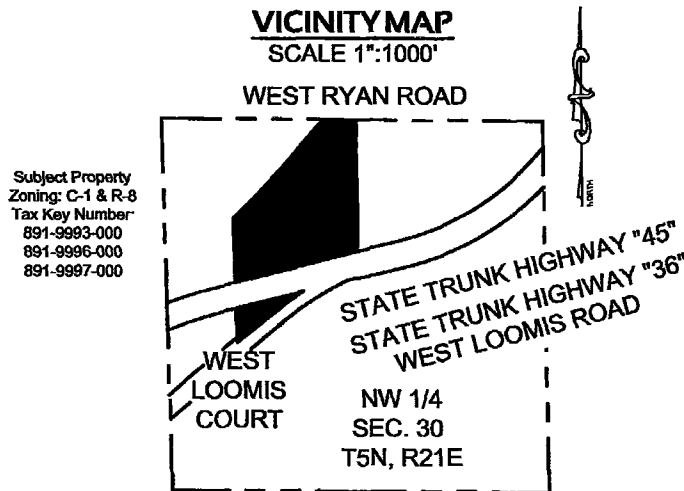 VICINITY MAP
SCALE 1":1000'
WEST RYAN ROAD
NORTH
Subject Property
Zoning: C-1 & R-8
Tax Key Number:
891-9993-000
891-9996-000
891-9997-000
STATE TRUNK HIGHWAY "45"
STATE TRUNK HIGHWAY "36"
WEST LOOMIS ROAD
WEST
LOOMIS
COURT
NW 1/4
SEC. 30
T5N, R21E